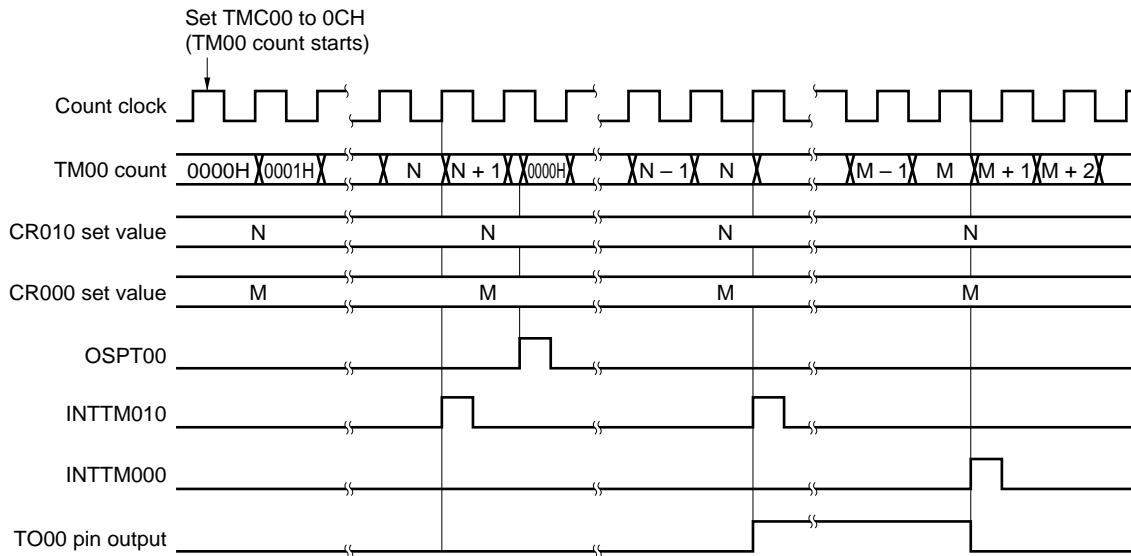 Set TMC00 to 0CH
(TM00 count starts)
Count clock
TM00 count 0000H 0001H N N + 1 0000H N – 1 N M – 1 M M + 1 M + 2
CR010 set value N N N N
CR000 set value M M M M
OSPT00
INTTM010
INTTM000
TO00 pin output